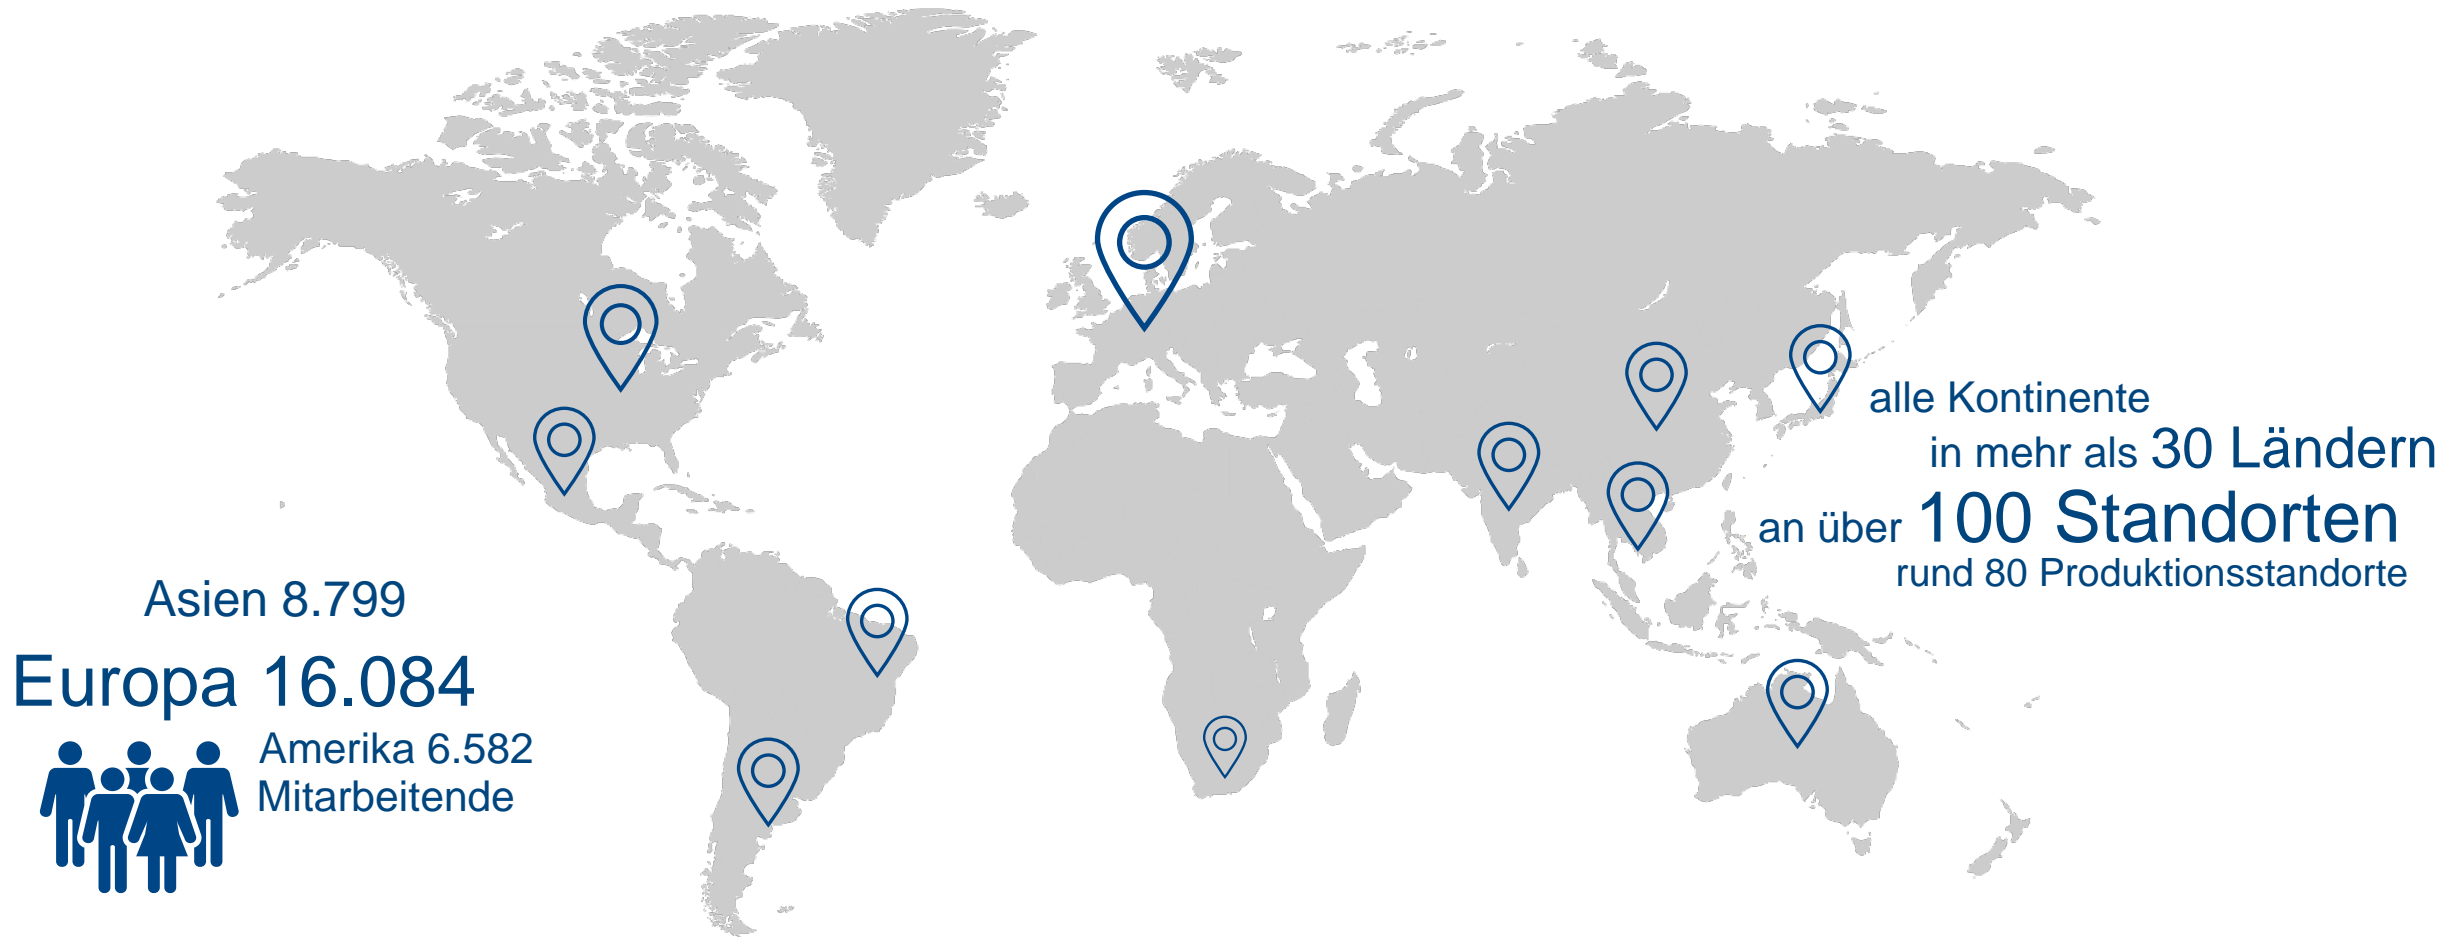 alle Kontinente
in mehr als 30 Ländern
an über 100 Standorten
rund 80 Produktionsstandorte
Asien 8.799
Europa 16.084
Amerika 6.582
Mitarbeitende